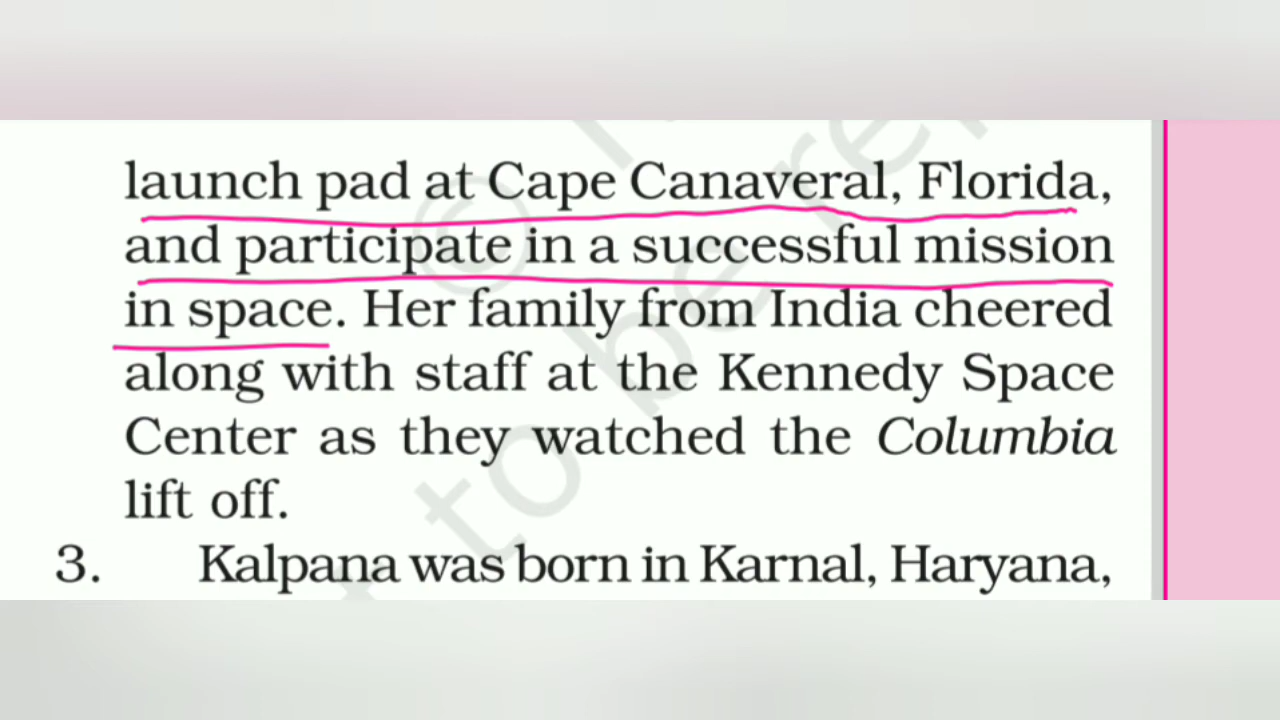 launch pad at Cape Canaveral, Florida,
and participate in a successful mission
in space. Her family from India cheered
along with staff at the Kennedy Space
Center as they watched the Columbia
lift off.
3. Kalpana was born in Karnal, Haryana,